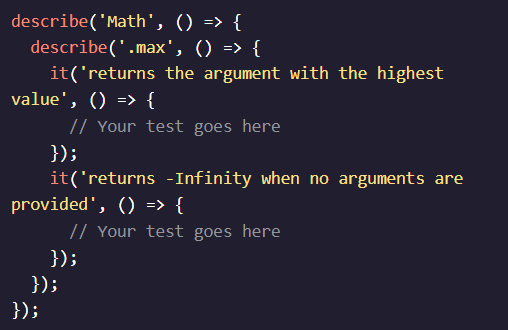 describe('Math', () => {
  describe('.max', () => {
    it('returns the argument with the highest
value', () => {
      // Your test goes here
    });
    it('returns -Infinity when no arguments are
provided', () => {
      // Your test goes here
    });
  });
});